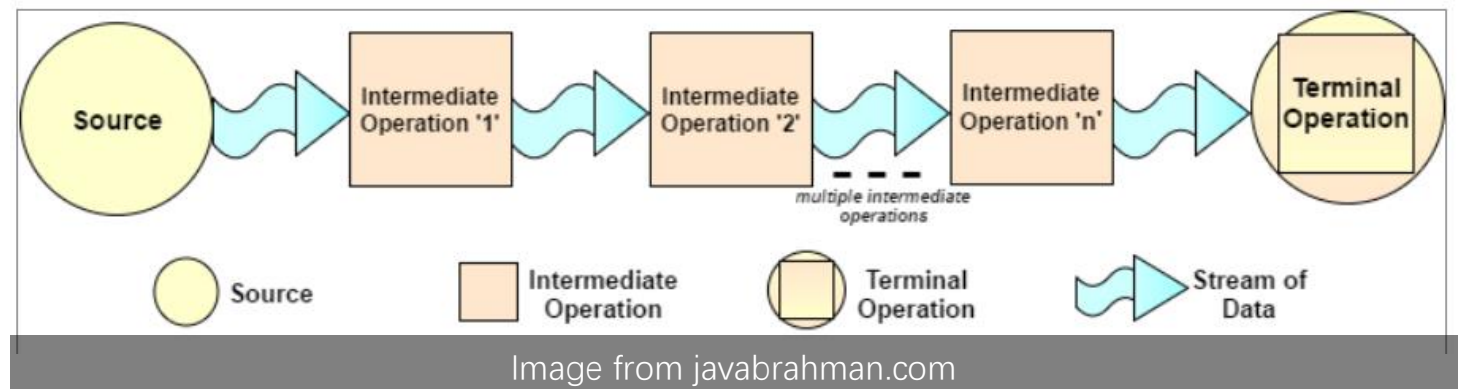 Source
Intermediate
Operation '1'
Intermediate
Operation '2'
multiple intermediate
operations
Intermediate
Operation 'n'
Terminal
Operation
Source
Intermediate
Operation
Terminal
Operation
Stream of
Data
Image from javabrahman.com